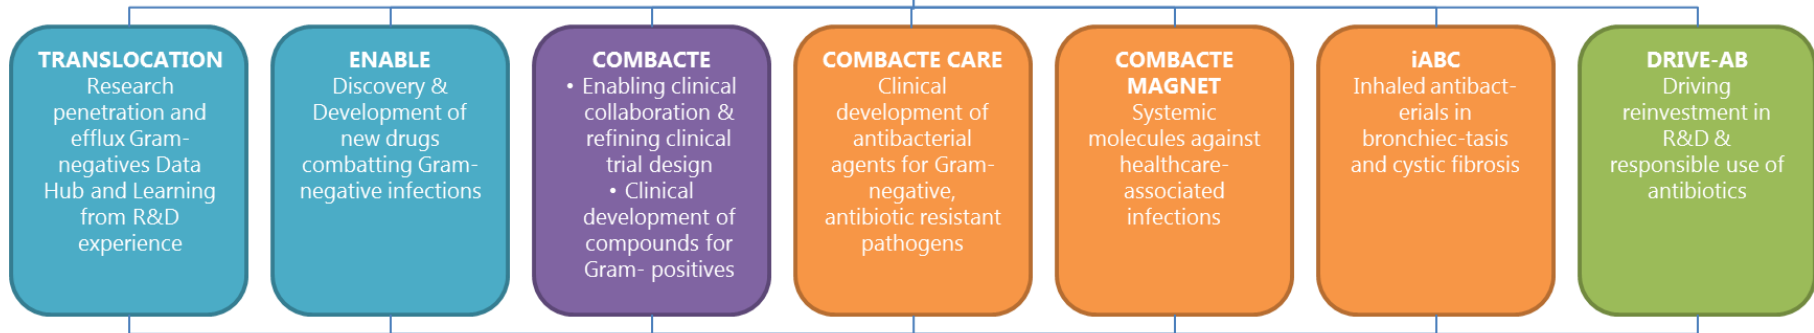 TRANSLOCATION
Research
penetration and
efflux Gram-
negatives Data
Hub and Learning
from R&D
experience
ENABLE
Discovery &
Development of
new drugs
combatting Gram-
negative infections
COMBACTE
• Enabling clinical
collaboration &
refining clinical
trial design
• Clinical
development of
compounds for
Gram- positives
COMBACTE CARE
Clinical
development of
antibacterial
agents for Gram-
negative,
antibiotic resistant
pathogens
COMBACTE
MAGNET
Systemic
molecules against
healthcare-
associated
infections
iABC
Inhaled antibact-
erials in
bronchiec-tasis
and cystic fibrosis
DRIVE-AB
Driving
reinvestment in
R&D &
responsible use of
antibiotics